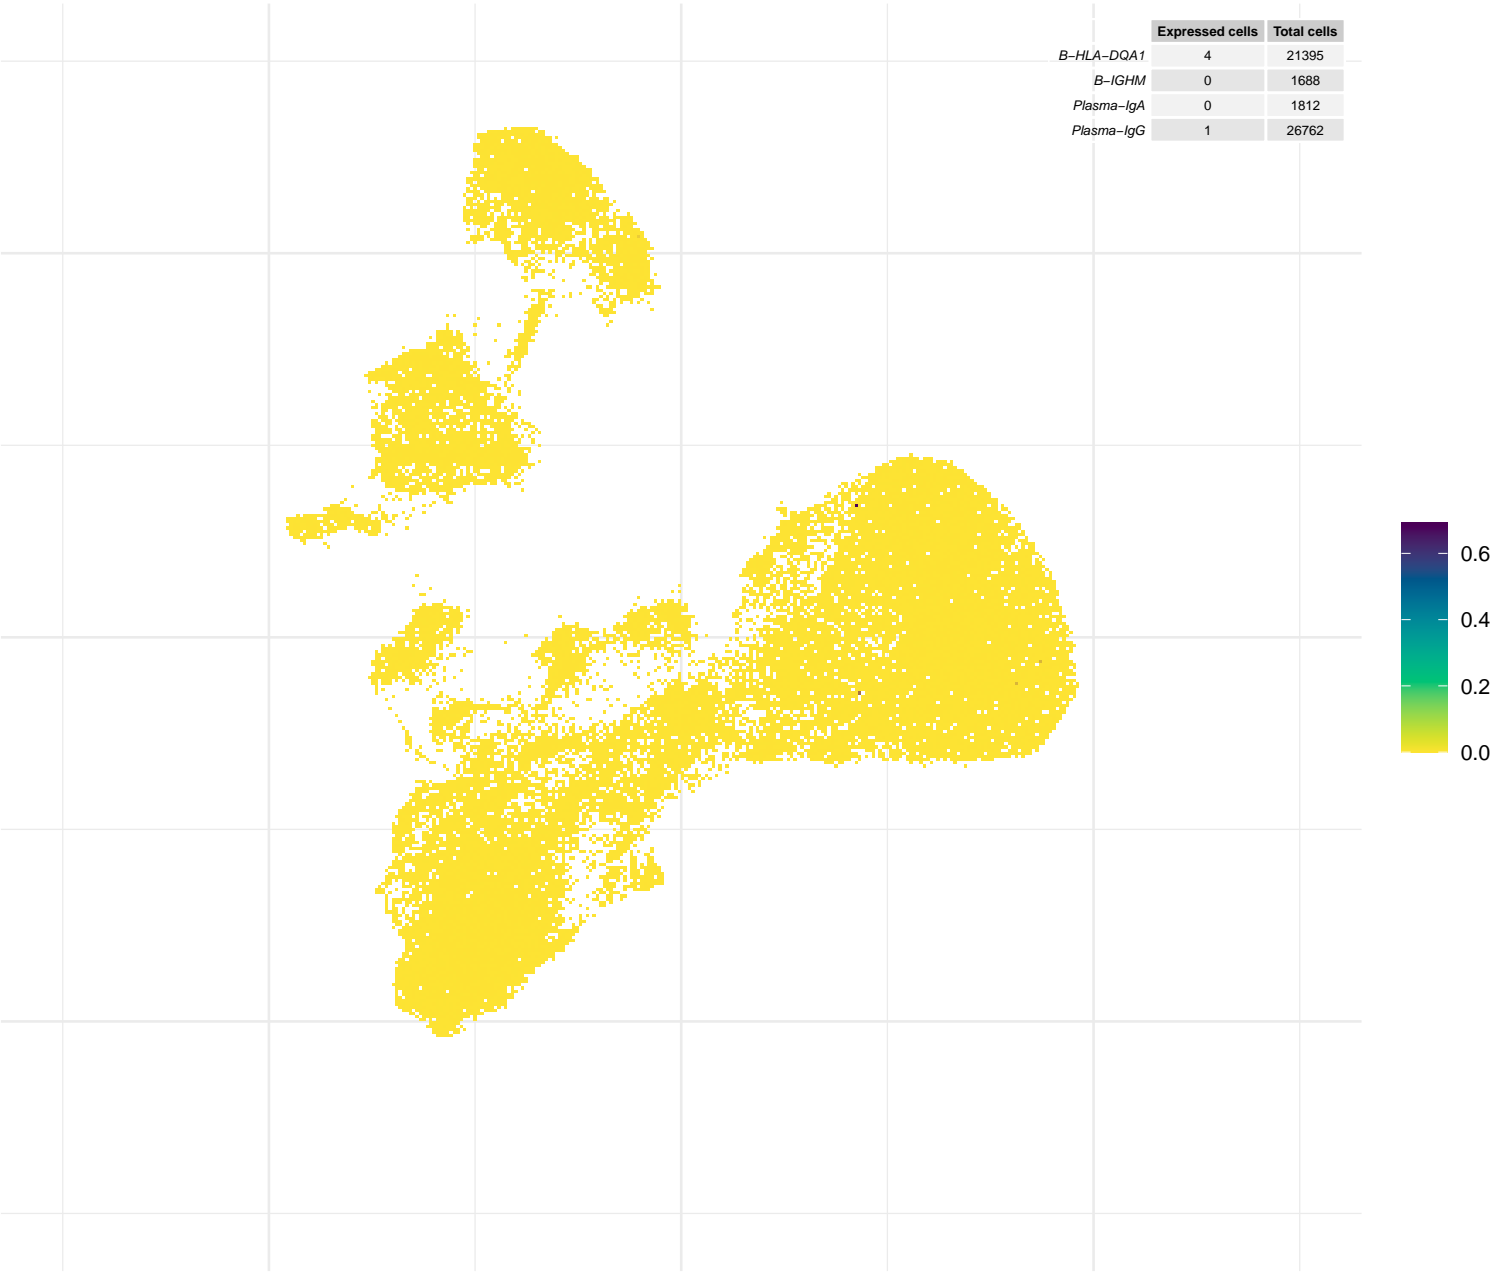 Expressed cells Total cells
B−HLA−DQA1 4 21395
B−IGHM 0 1688
Plasma−IgA 0 1812
Plasma−IgG 1 26762
0.6
0.4
0.2
0.0